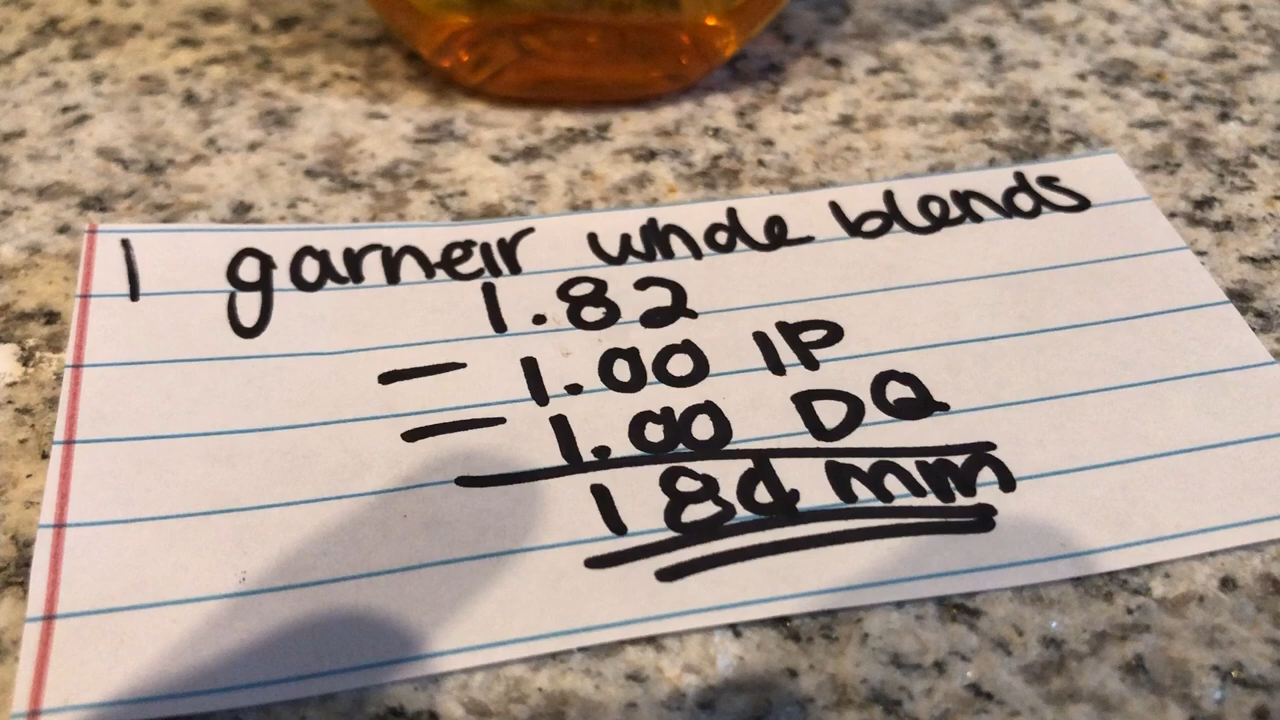 1 garneir whole blends
1.82
- 1.00 IP
- 1.00 DQ
18¢ mm